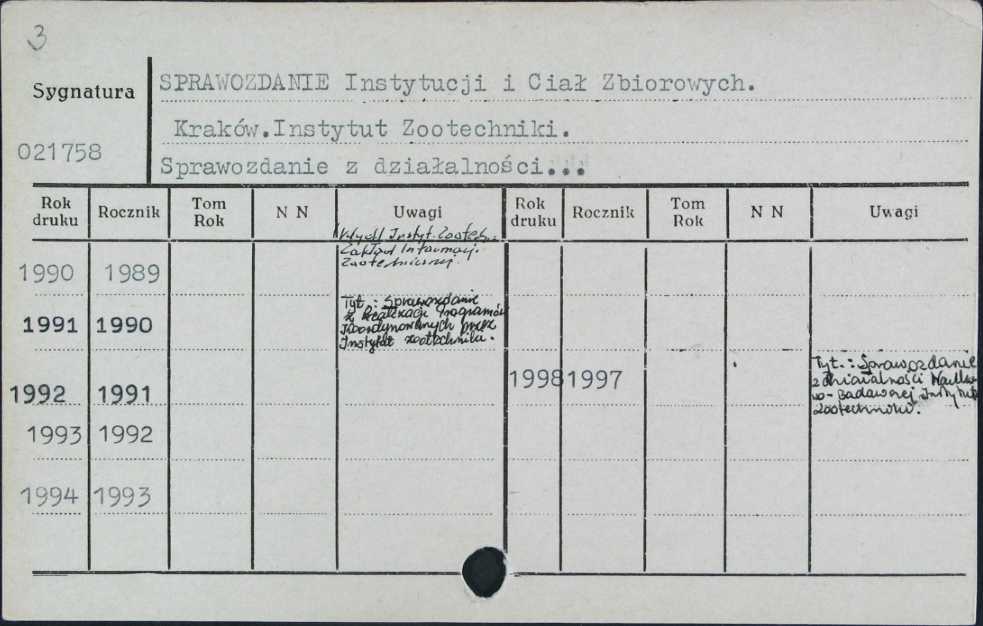 3
Sygnatura
021758
SPRAWOZDANIE Instytucji i Ciał Zbiorowych.
Kraków.Instytut Zootechniki.
Sprawozdanie z działalności...
Rok druku Rocznik Tom Rok N N Uwagi Rok druku Rocznik Tom Rok N N Uwagi
Instyt. Zootech.
Zakład Informacji
Zootechnicznej.
1990 1989
Tyt.: Sprawozdanie
z realizacji Programów
koordynowanych przez
Instytut zootechniki.
1991 1990
1992 1991
1993 1992
1994 1993
1998 1997
Tyt.: Sprawozdanie
z działalności Nauko
wo-Badawczej Instytutu
Zootechniki.